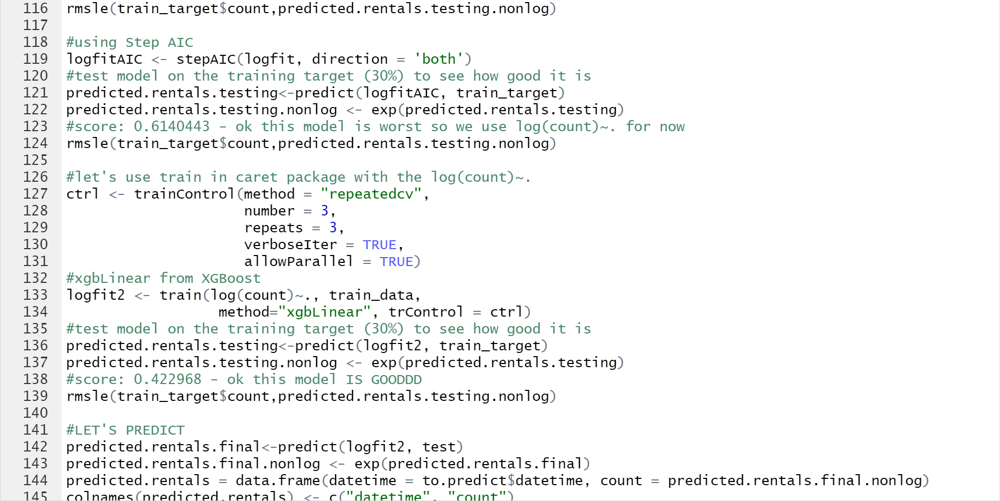 116 rmsle(train_target$count,predicted.rentals.testing.nonlog)
117
118 #using Step AIC
119 logfitAIC <- stepAIC(logfit, direction = 'both')
120 #test model on the training target (30%) to see how good it is
121 predicted.rentals.testing<-predict(logfitAIC, train_target)
122 predicted.rentals.testing.nonlog <- exp(predicted.rentals.testing)
123 #score: 0.6140443 - ok this model is worst so we use log(count)~. for now
124 rmsle(train_target$count,predicted.rentals.testing.nonlog)
125
126 #let's use train in caret package with the log(count)~.
127 ctrl <- trainControl(method = "repeatedcv",
128                      number = 3,
129                      repeats = 3,
130                      verboseIter = TRUE,
131                      allowParallel = TRUE)
132 #xgbLinear from XGBoost
133 logfit2 <- train(log(count)~., train_data,
134                   method="xgbLinear", trControl = ctrl)
135 #test model on the training target (30%) to see how good it is
136 predicted.rentals.testing<-predict(logfit2, train_target)
137 predicted.rentals.testing.nonlog <- exp(predicted.rentals.testing)
138 #score: 0.422968 - ok this model IS GOODDD
139 rmsle(train_target$count,predicted.rentals.testing.nonlog)
140
141 #LET'S PREDICT
142 predicted.rentals.final<-predict(logfit2, test)
143 predicted.rentals.final.nonlog <- exp(predicted.rentals.final)
144 predicted.rentals = data.frame(datetime = to.predict$datetime, count = predicted.rentals.final.nonlog)
145 colnames(predicted.rentals) <- c("datetime", "count")